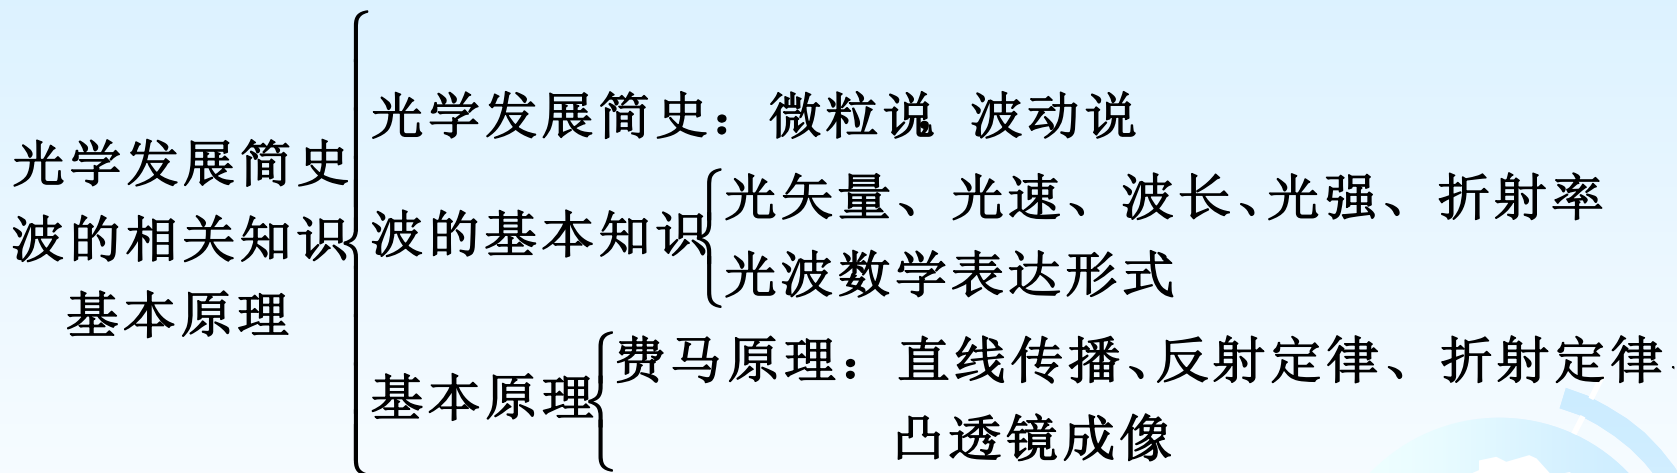 光学发展简史
波的相关知识
基本原理
光学发展简史：微粒说、波动说
波的基本知识
光矢量、光速、波长、光强、折射率
光波数学表达形式
基本原理
费马原理：直线传播、反射定律、折射定律
凸透镜成像